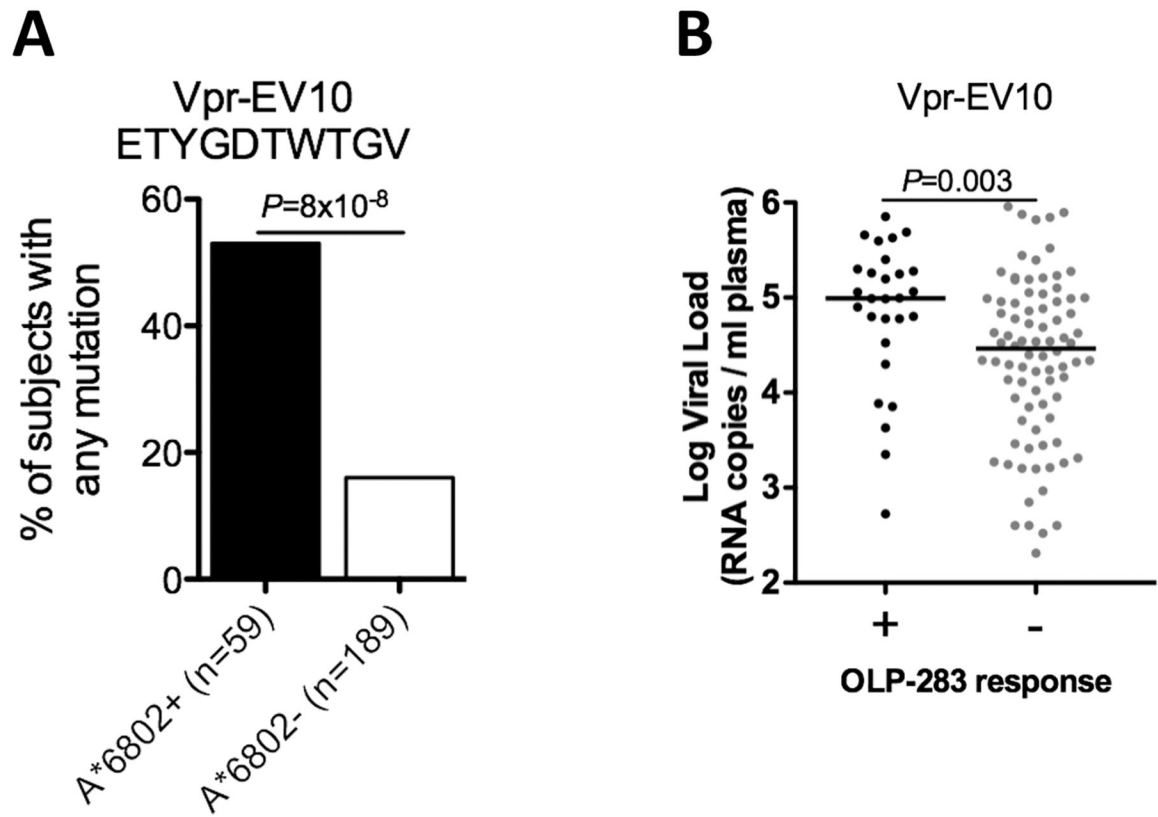 A
Vpr-EV10
ETYGDTWTGV
P=8x10-8
% of subjects with
any mutation
60
40
20
0
A*6802+ (n=59)
A*6802- (n=189)
B
Vpr-EV10
P=0.003
Log Viral Load
(RNA copies / ml plasma)
6
5
4
3
2
+
-
OLP-283 response